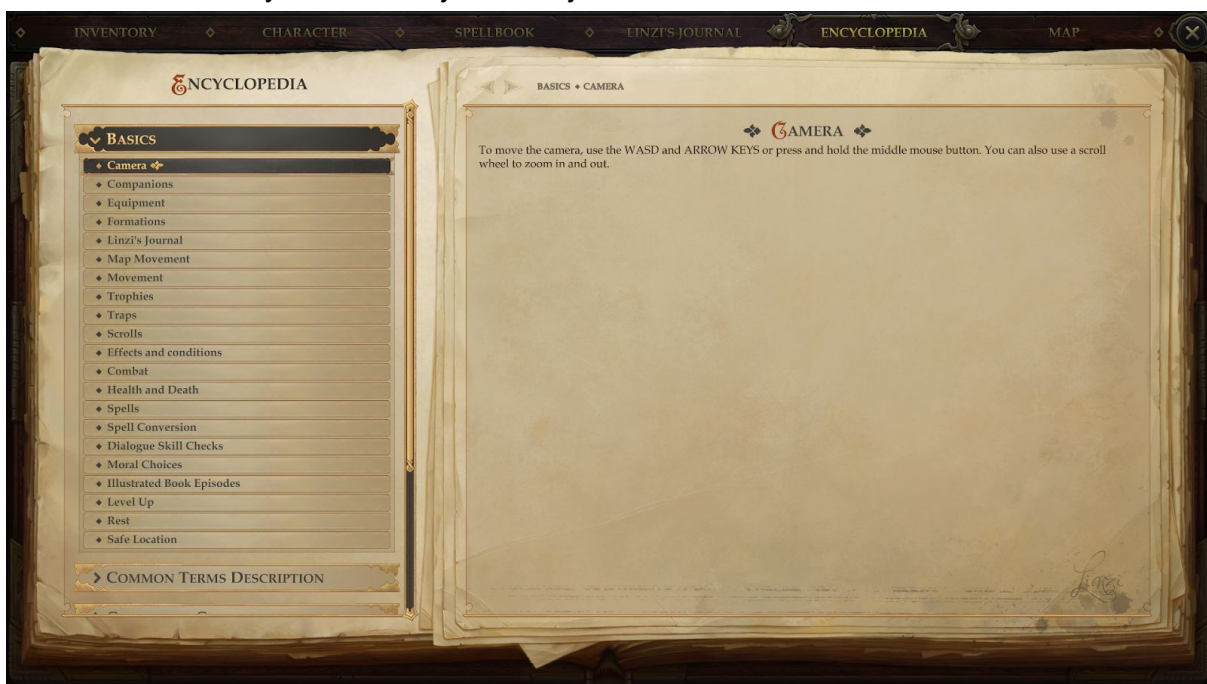 INVENTORY
CHARACTER
SPELLBOOK
LINZI'S JOURNAL
ENCYCLOPEDIA
MAP
ENCYCLOPEDIA
BASICS
Camera
Companions
Equipment
Formations
Linzi's Journal
Map Movement
Movement
Trophies
Traps
Scrolls
Effects and conditions
Combat
Health and Death
Spells
Spell Conversion
Dialogue Skill Checks
Moral Choices
Illustrated Book Episodes
Level Up
Rest
Safe Location
COMMON TERMS DESCRIPTION
BASICS ◆ CAMERA
CAMERA
To move the camera, use the WASD and ARROW KEYS or press and hold the middle mouse button. You can also use a scroll
wheel to zoom in and out.
Linzi